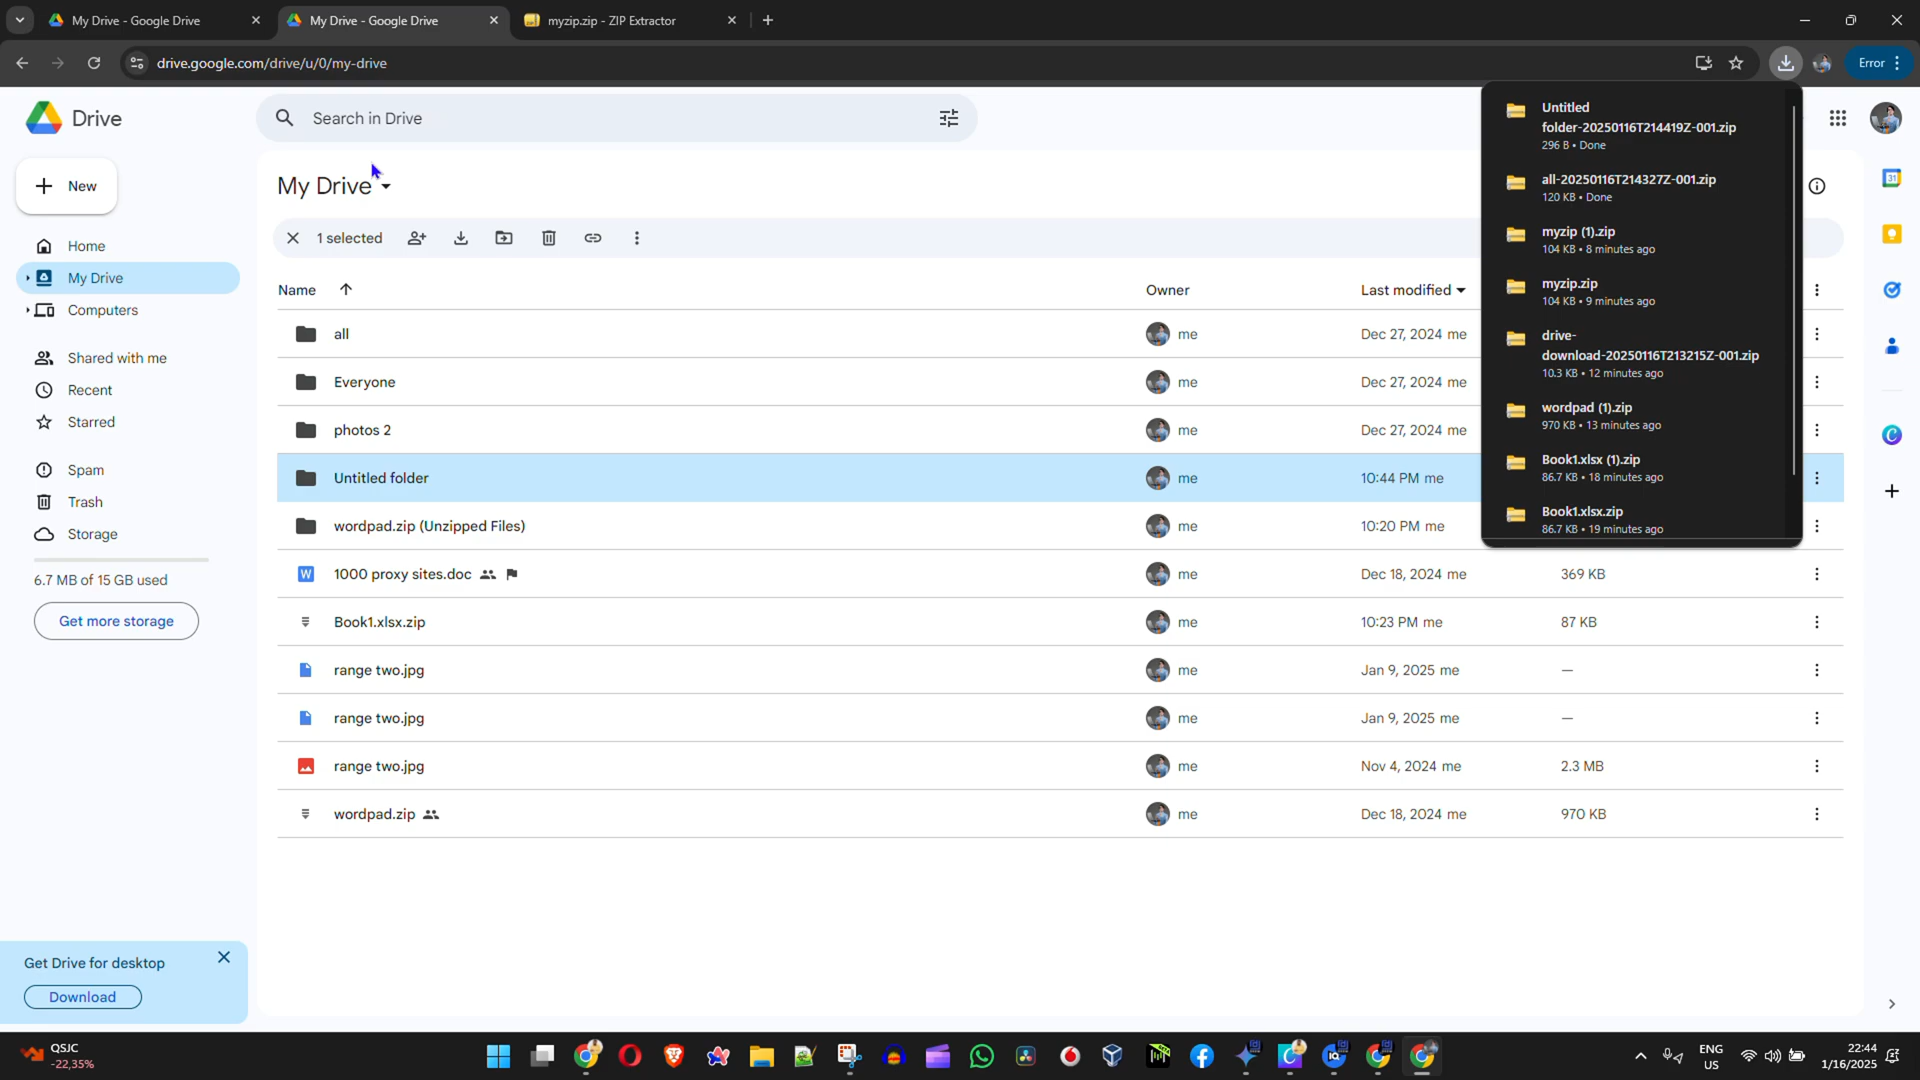 My Drive - Google Drive
My Drive - Google Drive
myzip.zip - ZIP Extractor
drive.google.com/drive/u/0/my-drive
Error
Drive
Search in Drive
New
Home
My Drive
Computers
Shared with me
Recent
Starred
Spam
Trash
Storage
6.7 MB of 15 GB used
Get more storage
Get Drive for desktop
Download
My Drive
1 selected
Name Owner Last modified
all me Dec 27, 2024 me
Everyone me Dec 27, 2024 me
photos 2 me Dec 27, 2024 me
Untitled folder me 10:44 PM me
wordpad.zip (Unzipped Files) me 10:20 PM me
1000 proxy sites.doc me Dec 18, 2024 me 369 KB
Book1.xlsx.zip me 10:23 PM me 87 KB
range two.jpg me Jan 9, 2025 me —
range two.jpg me Jan 9, 2025 me —
range two.jpg me Nov 4, 2024 me 2.3 MB
wordpad.zip me Dec 18, 2024 me 970 KB
Untitled
folder-20250116T214419Z-001.zip
296 B • Done
all-20250116T214327Z-001.zip
120 KB • Done
myzip (1).zip
104 KB • 8 minutes ago
myzip.zip
104 KB • 9 minutes ago
drive-
download-20250116T213215Z-001.zip
10.3 KB • 12 minutes ago
wordpad (1).zip
970 KB • 13 minutes ago
Book1.xlsx (1).zip
86.7 KB • 18 minutes ago
Book1.xlsx.zip
86.7 KB • 19 minutes ago
31
QSJC
-22,35%
ENG
US
22:44
1/16/2025